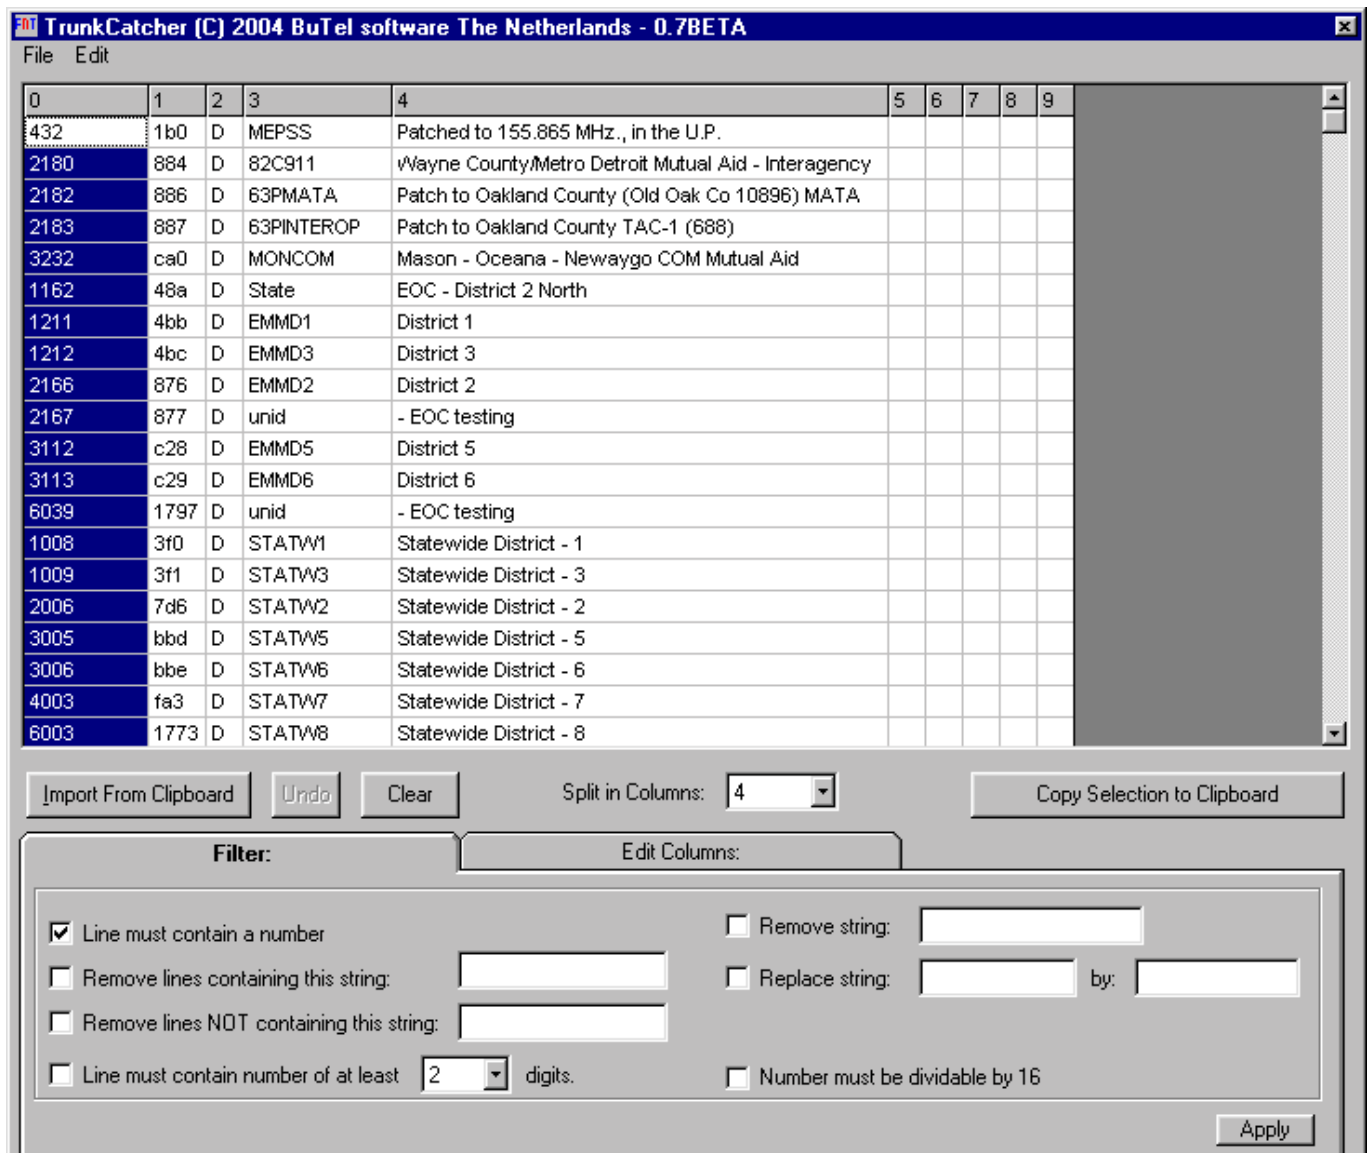 EDT TrunkCatcher (C) 2004 BuTel software The Netherlands - 0.7BETA
File Edit
0 1 2 3 4 5 6 7 8 9
432 1b0 D MEPSS Patched to 155.865 MHz., in the U.P.
2180 884 D 82C911 Wayne County/Metro Detroit Mutual Aid - Interagency
2182 886 D 63PMATA Patch to Oakland County (Old Oak Co 10896) MATA
2183 887 D 63PINTEROP Patch to Oakland County TAC-1 (688)
3232 ca0 D MONCOM Mason - Oceana - Newaygo COM Mutual Aid
1162 48a D State EOC - District 2 North
1211 4bb D EMMD1 District 1
1212 4bc D EMMD3 District 3
2166 876 D EMMD2 District 2
2167 877 D unid - EOC testing
3112 c28 D EMMD5 District 5
3113 c29 D EMMD6 District 6
6039 1797 D unid - EOC testing
1008 3f0 D STATW1 Statewide District - 1
1009 3f1 D STATW3 Statewide District - 3
2006 7d6 D STATW2 Statewide District - 2
3005 bbd D STATW5 Statewide District - 5
3006 bbe D STATW6 Statewide District - 6
4003 fa3 D STATW7 Statewide District - 7
6003 1773 D STATW8 Statewide District - 8
Import From Clipboard Undo Clear Split in Columns: 4 Copy Selection to Clipboard
Filter: Edit Columns:
Line must contain a number Remove string:
Remove lines containing this string: Replace string: by:
Remove lines NOT containing this string:
Line must contain number of at least 2 digits. Number must be dividable by 16
Apply